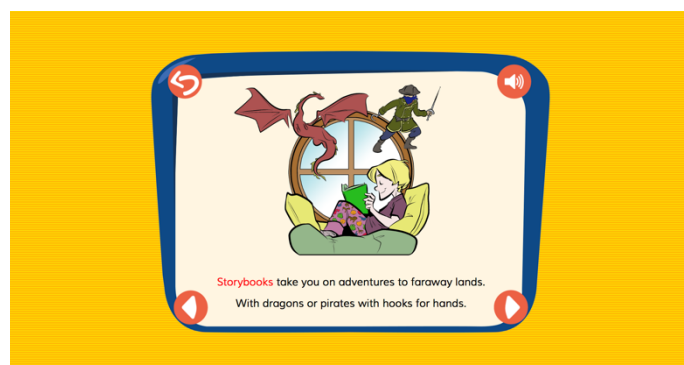 Storybooks take you on adventures to faraway lands.
With dragons or pirates with hooks for hands.